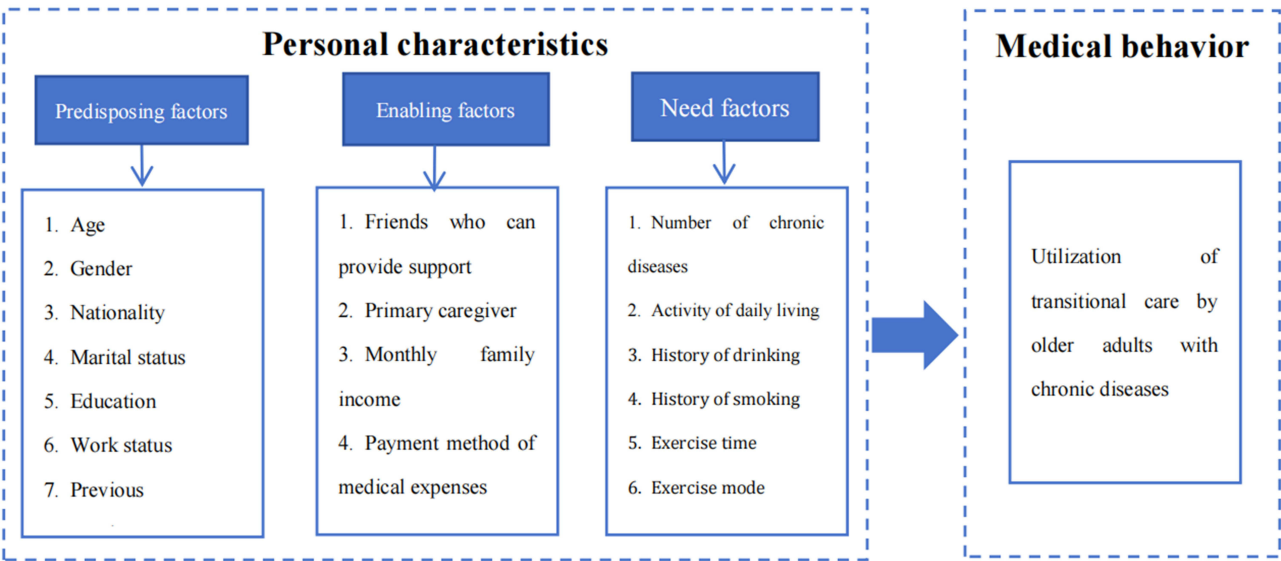 Personal characteristics
Predisposing factors
1. Age
2. Gender
3. Nationality
4. Marital status
5. Education
6. Work status
7. Previous
Enabling factors
1. Friends who can
provide support
2. Primary caregiver
3. Monthly family
income
4. Payment method of
medical expenses
Need factors
1. Number of chronic
diseases
2. Activity of daily living
3. History of drinking
4. History of smoking
5. Exercise time
6. Exercise mode
Medical behavior
Utilization of
transitional care by
older adults with
chronic diseases